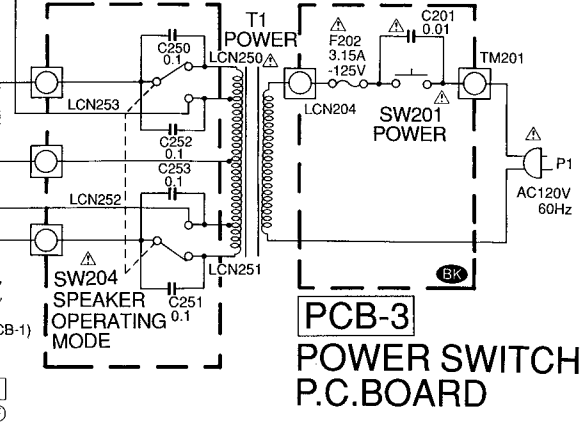 T1
POWER
C250
0.1
LCN250
LCN253
C252
0.1
C253
0.1
LCN252
LCN251
C251
0.1
SW204
SPEAKER
OPERATING
MODE
CB-1)
F202
3.15A
-125V
C201
0.01
TM201
LCN204
SW201
POWER
P1
AC120V
60Hz
BK
PCB-3
POWER SWITCH
P.C.BOARD